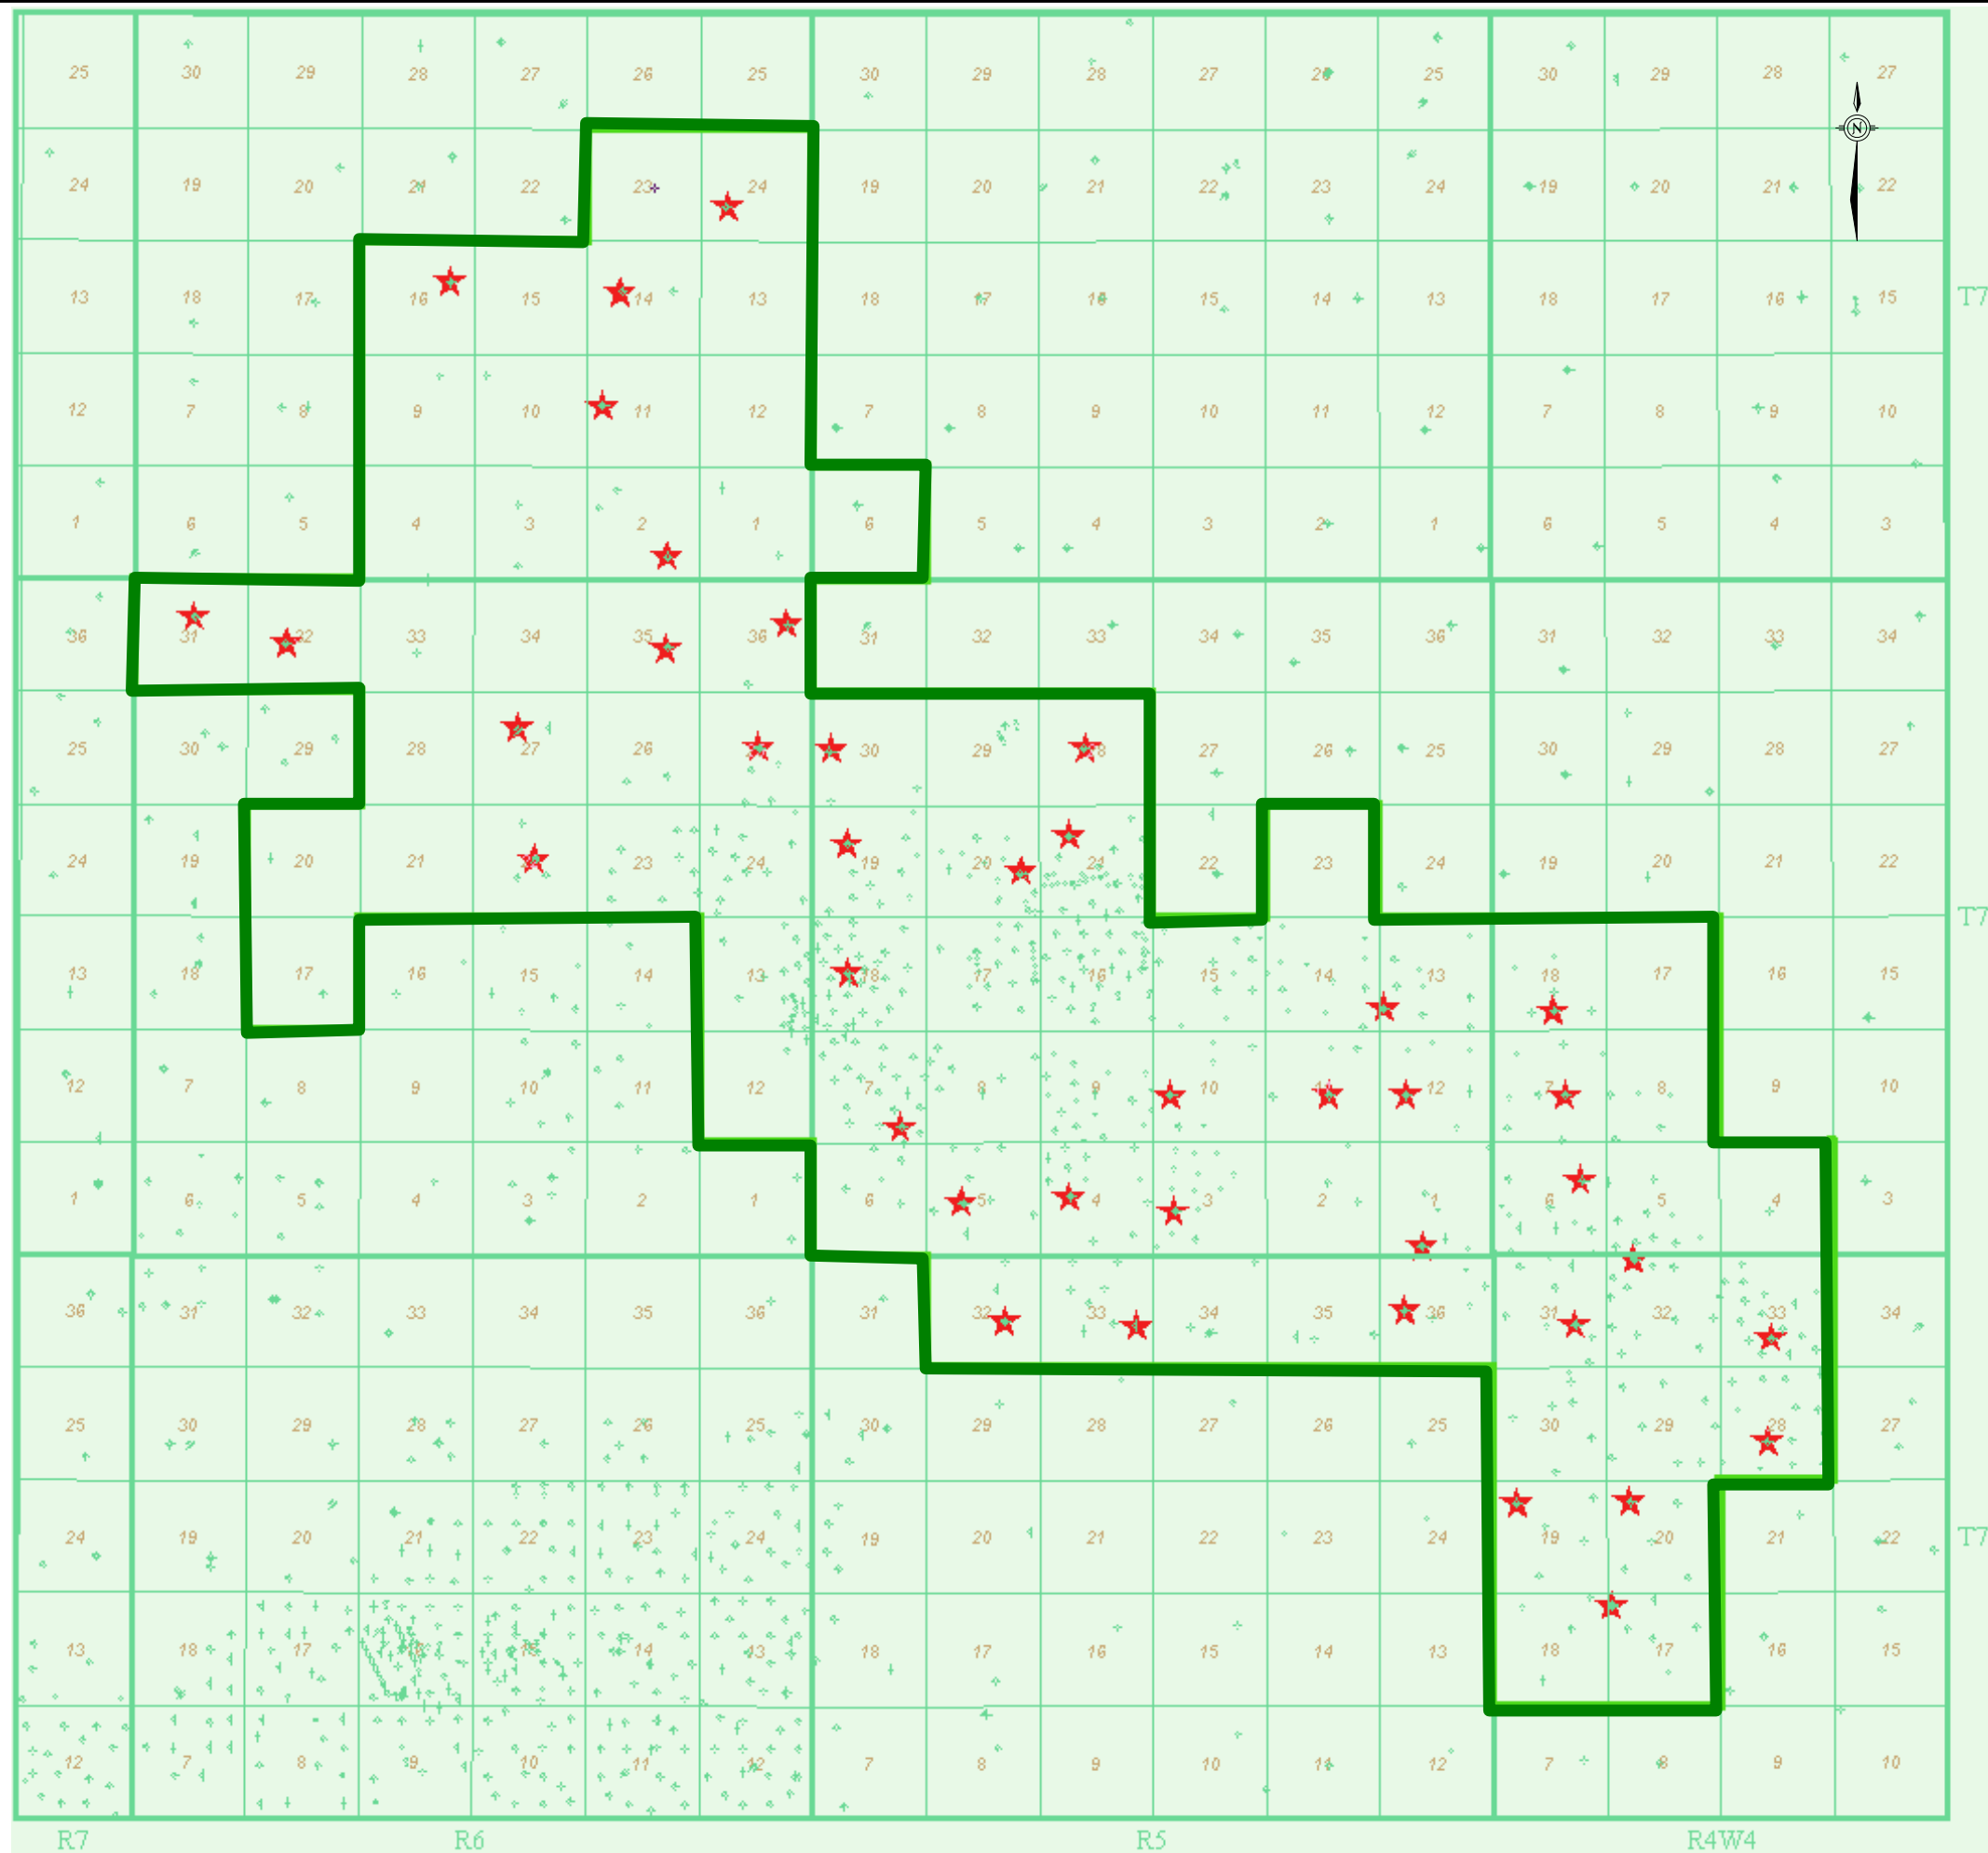 25 30 29 28 27 26 25 30 29 28 27 26 25 30 29 28 27
N
24 19 20 21 22 23 24 19 20 21 22 23 24 19 20 21 22
13 18 17 16 15 14 13 18 17 16 15 14 13 18 17 16 15 T7
12 7 8 9 10 11 12 7 8 9 10 11 12 7 8 9 10
1 6 5 4 3 2 1 6 5 4 3 2 1 6 5 4 3
36 31 32 33 34 35 36 31 32 33 34 35 36 31 32 33 34
25 30 29 28 27 26 30 29 28 27 26 25 30 29 28 27
24 19 20 21 23 24 19 20 21 22 23 24 19 20 21 22 T7
13 18 17 16 15 14 13 18 17 16 15 14 13 18 17 16 15
12 7 8 9 10 11 12 7 8 9 10 12 7 8 9 10
1 6 5 4 3 2 1 6 5 4 3 2 1 6 5 4 3
36 31 32 33 34 35 36 31 32 33 34 35 36 31 32 33 34
25 30 29 28 27 26 25 30 29 28 27 26 25 30 29 28 27
24 19 20 21 22 23 24 19 20 21 22 23 24 19 20 21 22 T7
13 18 17 15 14 13 18 17 16 15 14 13 18 17 16 15
12 7 8 9 10 11 12 7 8 9 10 11 12 7 8 9 10
R7 R6 R5 R4W4